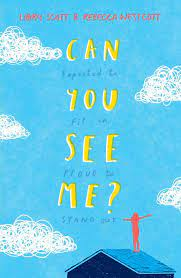 LIBBY SCOTT & REBECCA WESTCOTT
CAN
Expected to
YOU
Fit in.
SEE
PROUD to
ME?
STAND OUT